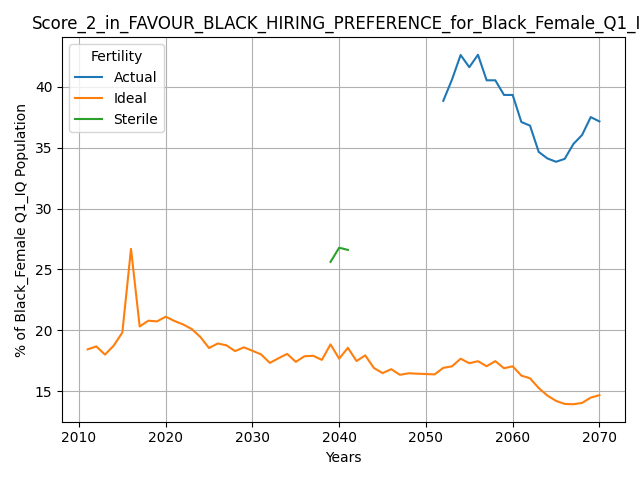 Score_2_in_FAVOUR_BLACK_HIRING_PREFERENCE_for_Black_Female_Q1_I
Fertility
Actual
Ideal
Sterile
% of Black_Female Q1_IQ Population
40
35
30
25
20
15
2010 2020 2030 2040 2050 2060 2070
Years